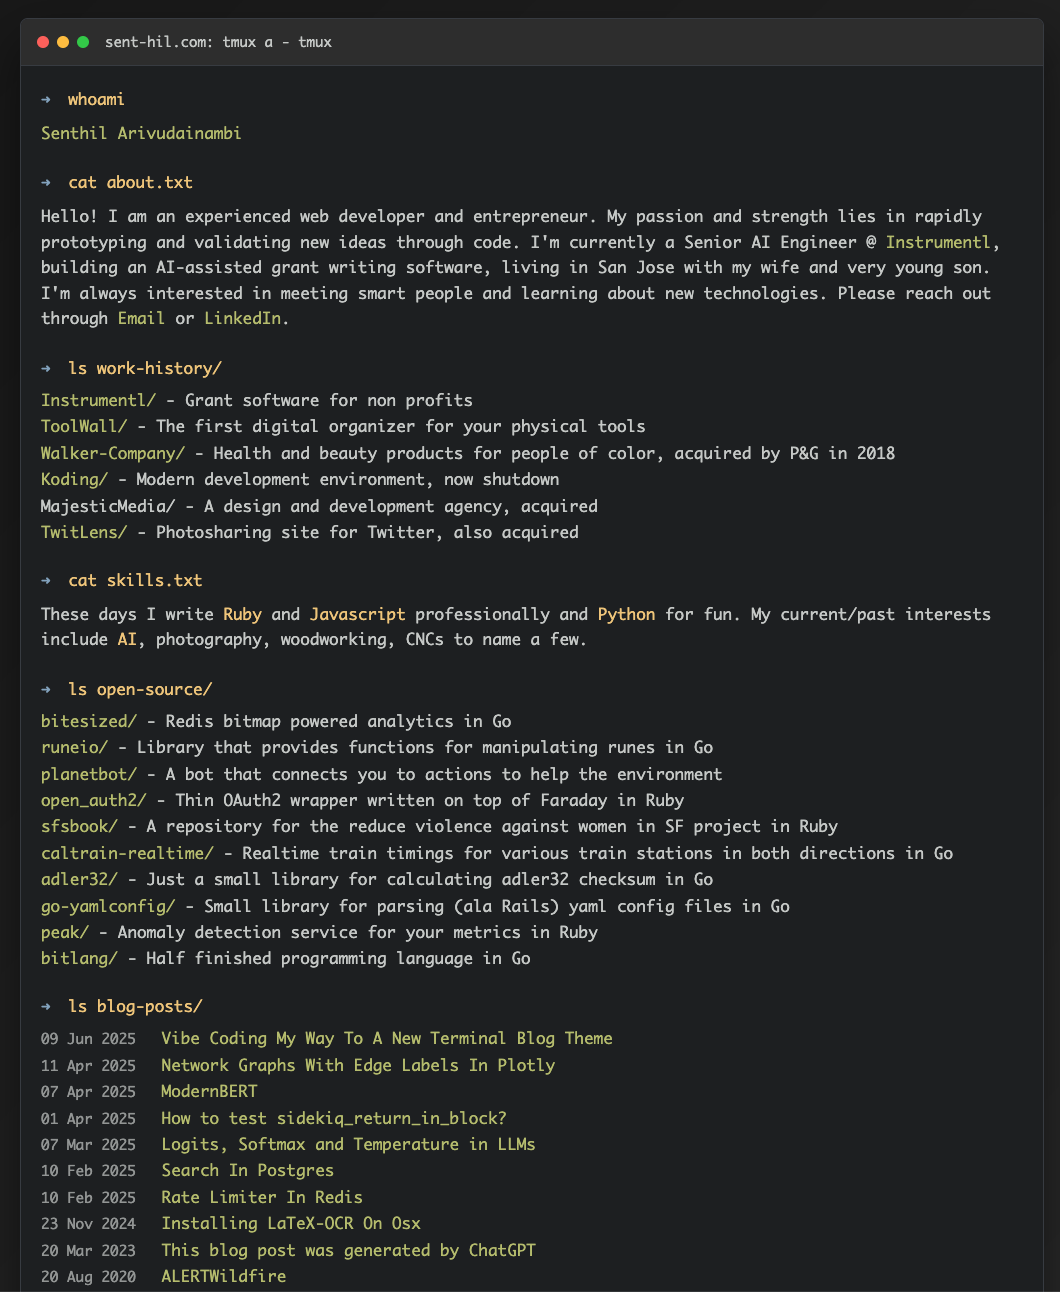 sent-hil.com: tmux a - tmux
→ whoami
Senthil Arivudainambi
→ cat about.txt
Hello! I am an experienced web developer and entrepreneur. My passion and strength lies in rapidly
prototyping and validating new ideas through code. I'm currently a Senior AI Engineer @ Instrumentl,
building an AI-assisted grant writing software, living in San Jose with my wife and very young son.
I'm always interested in meeting smart people and learning about new technologies. Please reach out
through Email or LinkedIn.
→ ls work-history/
Instrumentl/ - Grant software for non profits
ToolWall/ - The first digital organizer for your physical tools
Walker-Company/ - Health and beauty products for people of color, acquired by P&G in 2018
Koding/ - Modern development environment, now shutdown
MajesticMedia/ - A design and development agency, acquired
TwitLens/ - Photosharing site for Twitter, also acquired
→ cat skills.txt
These days I write Ruby and Javascript professionally and Python for fun. My current/past interests
include AI, photography, woodworking, CNCs to name a few.
→ ls open-source/
bitesized/ - Redis bitmap powered analytics in Go
runeio/ - Library that provides functions for manipulating runes in Go
planetbot/ - A bot that connects you to actions to help the environment
open_auth2/ - Thin OAuth2 wrapper written on top of Faraday in Ruby
sfsbook/ - A repository for the reduce violence against women in SF project in Ruby
caltrain-realtime/ - Realtime train timings for various train stations in both directions in Go
adler32/ - Just a small library for calculating adler32 checksum in Go
go-yamlconfig/ - Small library for parsing (ala Rails) yaml config files in Go
peak/ - Anomaly detection service for your metrics in Ruby
bitlang/ - Half finished programming language in Go
→ ls blog-posts/
09 Jun 2025 Vibe Coding My Way To A New Terminal Blog Theme
11 Apr 2025 Network Graphs With Edge Labels In Plotly
07 Apr 2025 ModernBERT
01 Apr 2025 How to test sidekiq_return_in_block?
07 Mar 2025 Logits, Softmax and Temperature in LLMs
10 Feb 2025 Search In Postgres
10 Feb 2025 Rate Limiter In Redis
23 Nov 2024 Installing LaTeX-OCR On Osx
20 Mar 2023 This blog post was generated by ChatGPT
20 Aug 2020 ALERTWildfire